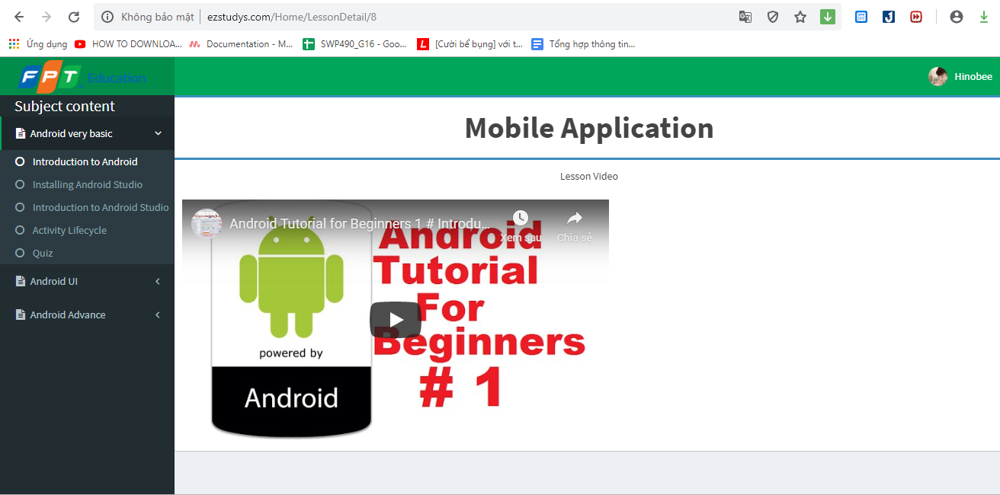 Không bảo mật | ezstudys.com/Home/LessonDetail/8
Ứng dụng HOW TO DOWNLOA... Documentation - M... SWP490_G16 - Goo... [Cười bể bụng] với t... Tổng hợp thông tin...
FPT Education
Hinobee
Subject content
Android very basic
Introduction to Android
Installing Android Studio
Introduction to Android Studio
Activity Lifecycle
Quiz
Android UI
Android Advance
Mobile Application
Lesson Video
Android Tutorial for Beginners 1 # Introdu...
Xem sau
Chia sẻ
Android
Tutorial
For
Beginners
# 1
powered by
Android